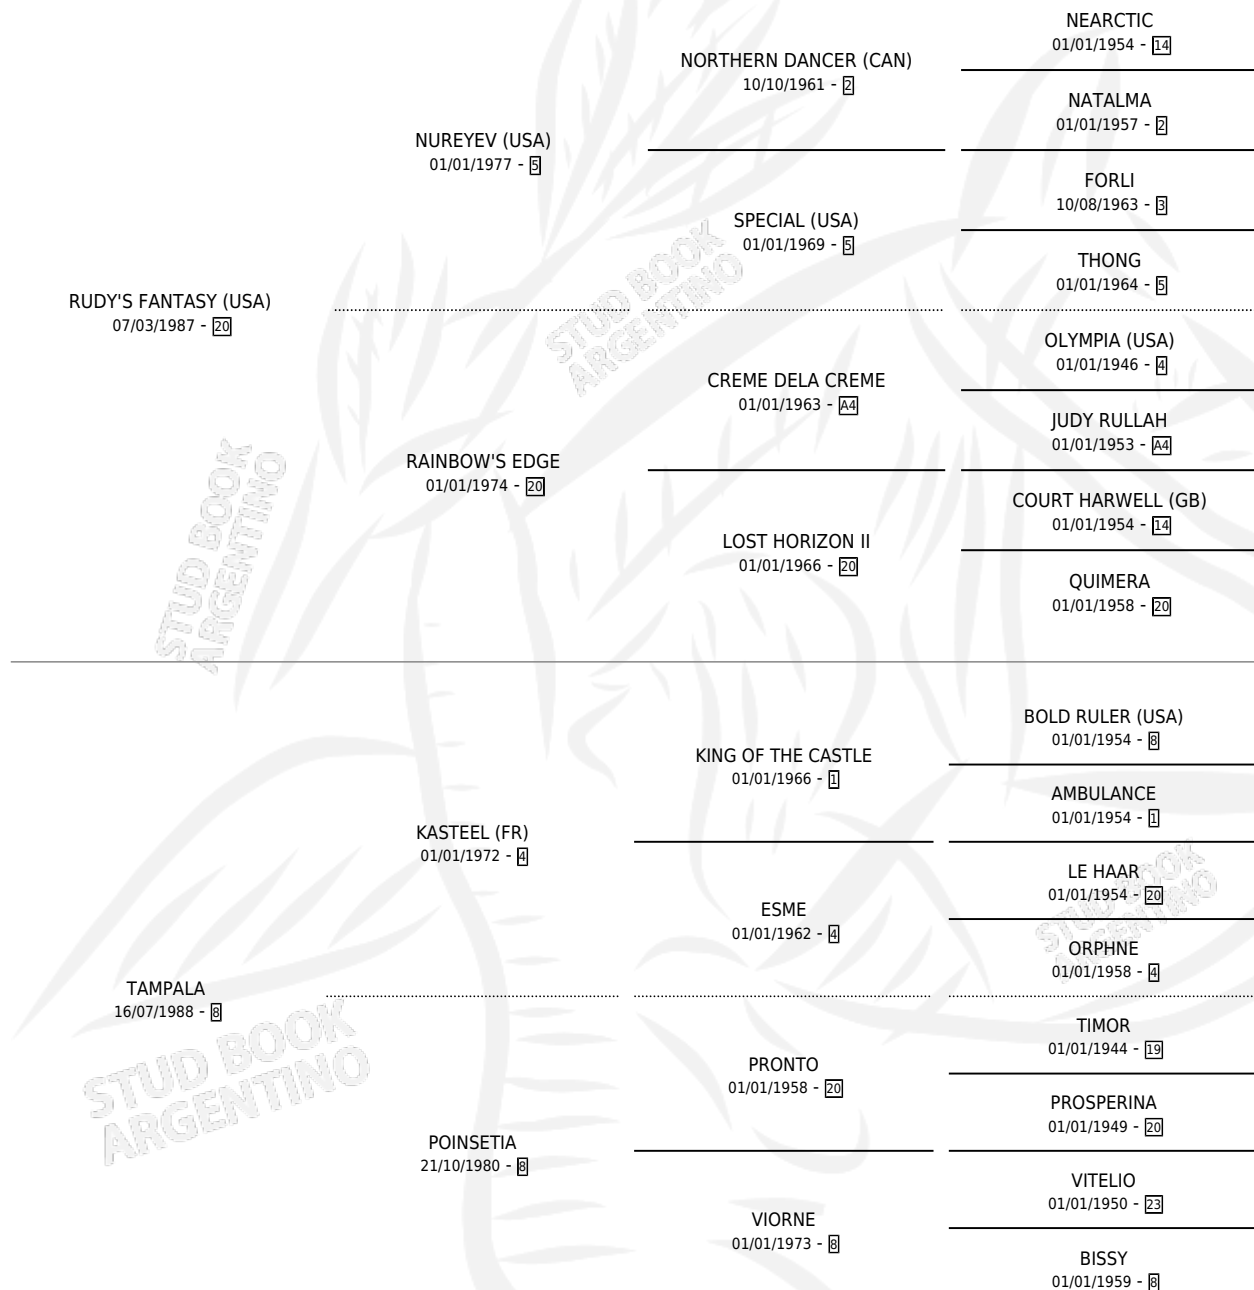 NEARCTIC
01/01/1954 - 14
NORTHERN DANCER (CAN)
10/10/1961 - 2
NATALMA
01/01/1957 - 2
NUREYEV (USA)
01/01/1977 - 5
FORLI
10/08/1963 - 3
SPECIAL (USA)
01/01/1969 - 5
THONG
01/01/1964 - 5
RUDY'S FANTASY (USA)
07/03/1987 - 20
OLYMPIA (USA)
01/01/1946 - 4
CREME DELA CREME
01/01/1963 - A4
JUDY RULLAH
01/01/1953 - A4
RAINBOW'S EDGE
01/01/1974 - 20
COURT HARWELL (GB)
01/01/1954 - 14
LOST HORIZON II
01/01/1966 - 20
QUIMERA
01/01/1958 - 20
BOLD RULER (USA)
01/01/1954 - 8
KING OF THE CASTLE
01/01/1966 - 1
AMBULANCE
01/01/1954 - 1
KASTEEL (FR)
01/01/1972 - 4
LE HAAR
01/01/1954 - 20
ESME
01/01/1962 - 4
ORPHNE
01/01/1958 - 4
TAMPALA
16/07/1988 - 8
TIMOR
01/01/1944 - 19
PRONTO
01/01/1958 - 20
PROSPERINA
01/01/1949 - 20
POINSETIA
21/10/1980 - 8
VITELIO
01/01/1950 - 23
VIORNE
01/01/1973 - 8
BISSY
01/01/1959 - 8
STUD BOOK
ARGENTINO
STUD BOOK
ARGENTINO
STUD BOOK
ARGENTINO
STUD BOOK
ARGENTINO